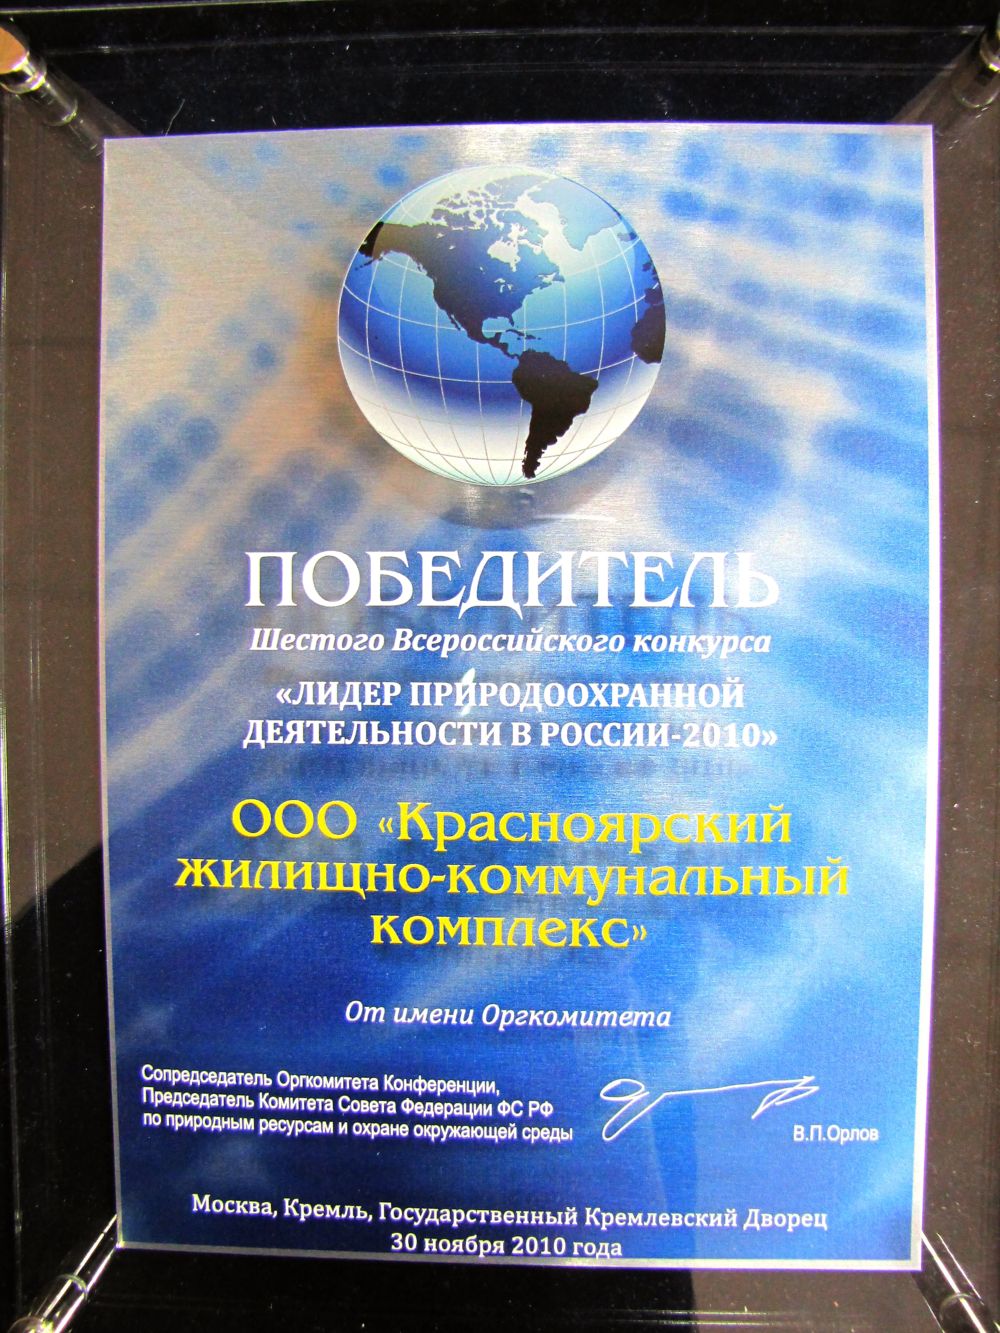 ПОБЕДИТЕЛЬ
Шестого Всероссийского конкурса
«ЛИДЕР ПРИРОДООХРАННОЙ
ДЕЯТЕЛЬНОСТИ В РОССИИ-2010»
ООО «Красноярский
жилищно-коммунальный
комплекс»
От имени Оргкомитета
Сопредседатель Оргкомитета Конференции,
Председатель Комитета Совета Федерации ФС РФ
по природным ресурсам и охране окружающей среды
В.П.Орлов
Москва, Кремль, Государственный Кремлевский Дворец
30 ноября 2010 года